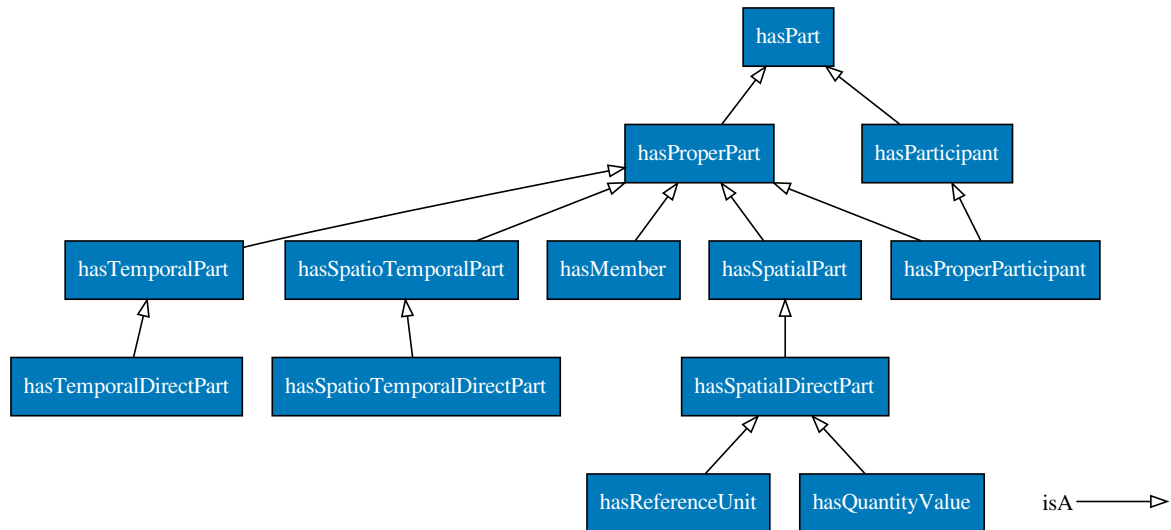 hasPart
hasProperPart
hasParticipant
hasTemporalPart
hasSpatioTemporalPart
hasMember
hasSpatialPart
hasProperParticipant
hasTemporalDirectPart
hasSpatioTemporalDirectPart
hasSpatialDirectPart
hasReferenceUnit
hasQuantityValue
isA